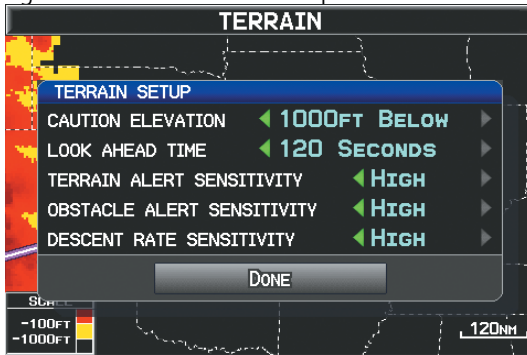 TERRAIN
TERRAIN SETUP
CAUTION ELEVATION 1000FT BELOW
LOOK AHEAD TIME 120 SECONDS
TERRAIN ALERT SENSITIVITY HIGH
OBSTACLE ALERT SENSITIVITY HIGH
DESCENT RATE SENSITIVITY HIGH
DONE
SCALE
-100FT
-1000FT
120NM